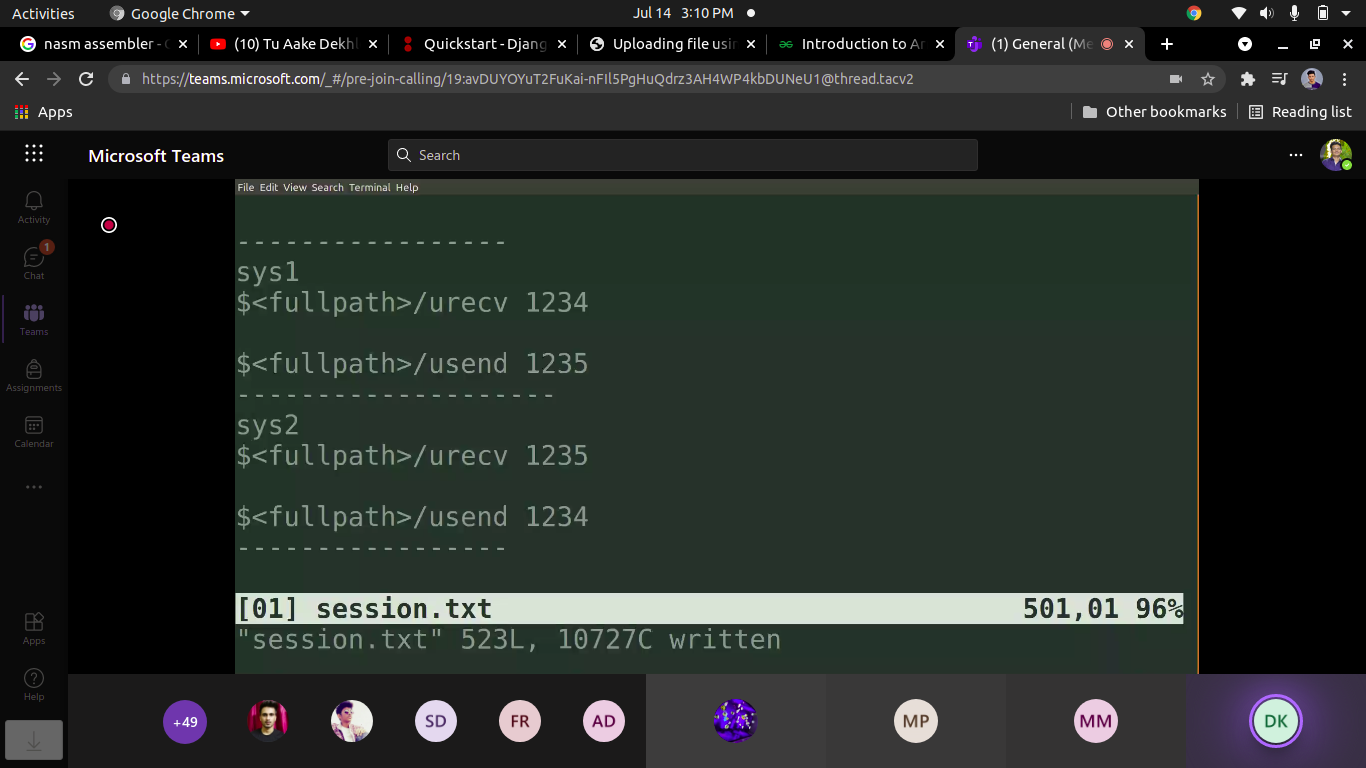 Activities Google Chrome Jul 14 3:10 PM
nasm assembler - (10) Tu Aake Dekh Quickstart - Djang Uploading file usin Introduction to Ar (1) General (Me
https://teams.microsoft.com/_#/pre-join-calling/19:avDUYOYuT2FuKai-nFIl5PgHuQdrz3AH4WP4kbDUNeU1@thread.tacv2
Apps Other bookmarks Reading list
Microsoft Teams Search
File Edit View Search Terminal Help
Activity
Chat 1
Teams
Assignments
Calendar
Apps
Help
-----------------
sys1
$<fullpath>/urecv 1234
$<fullpath>/usend 1235
--------------------
sys2
$<fullpath>/urecv 1235
$<fullpath>/usend 1234
-----------------
[01] session.txt 501,01 96%
"session.txt" 523L, 10727C written
+49 SD FR AD MP MM DK